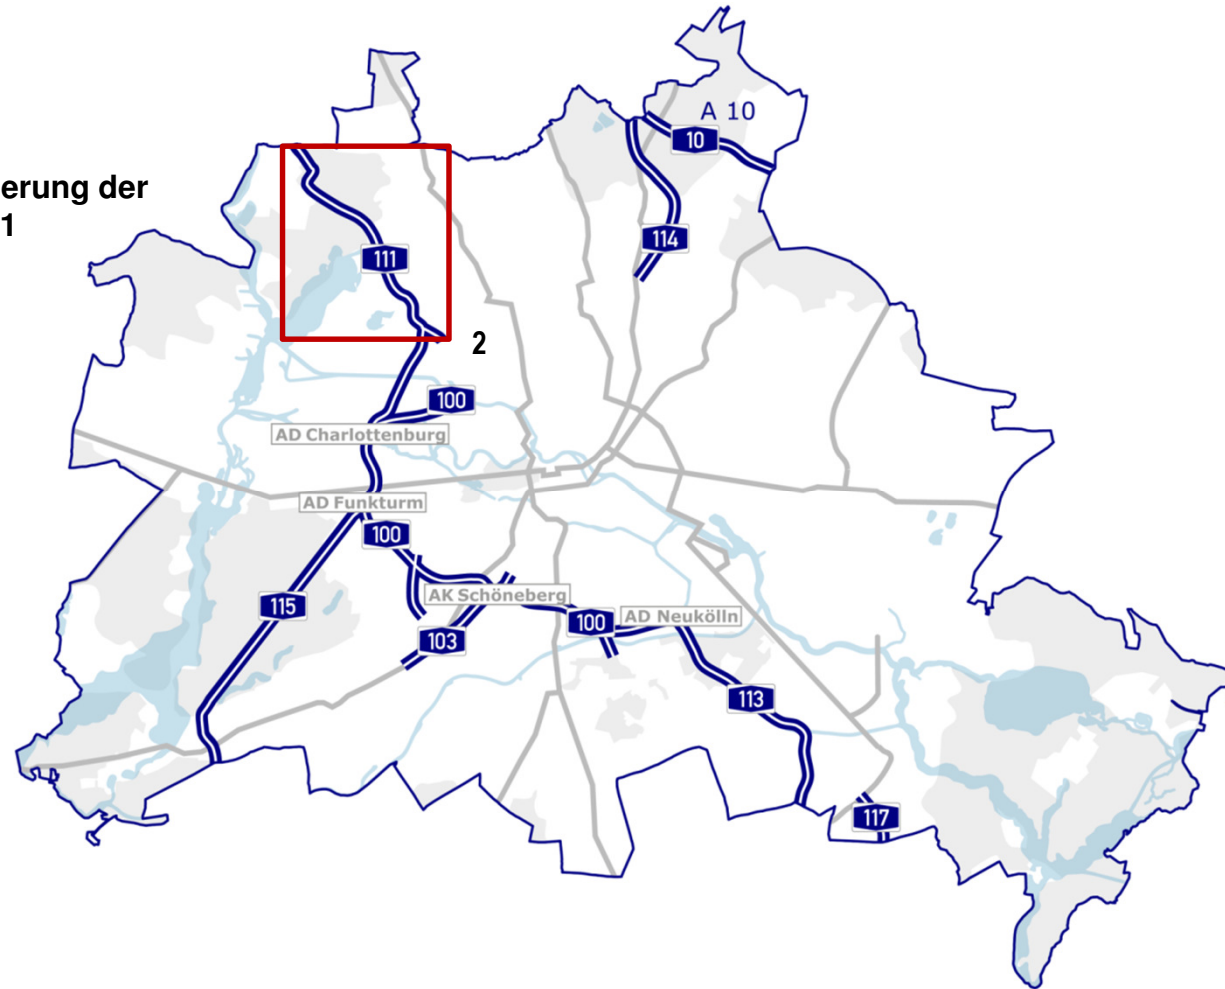 A 10
10
erung der
1
114
111
2
100
AD Charlottenburg
AD Funkturm
100
115
AK Schöneberg
103
100
AD Neukölln
113
117